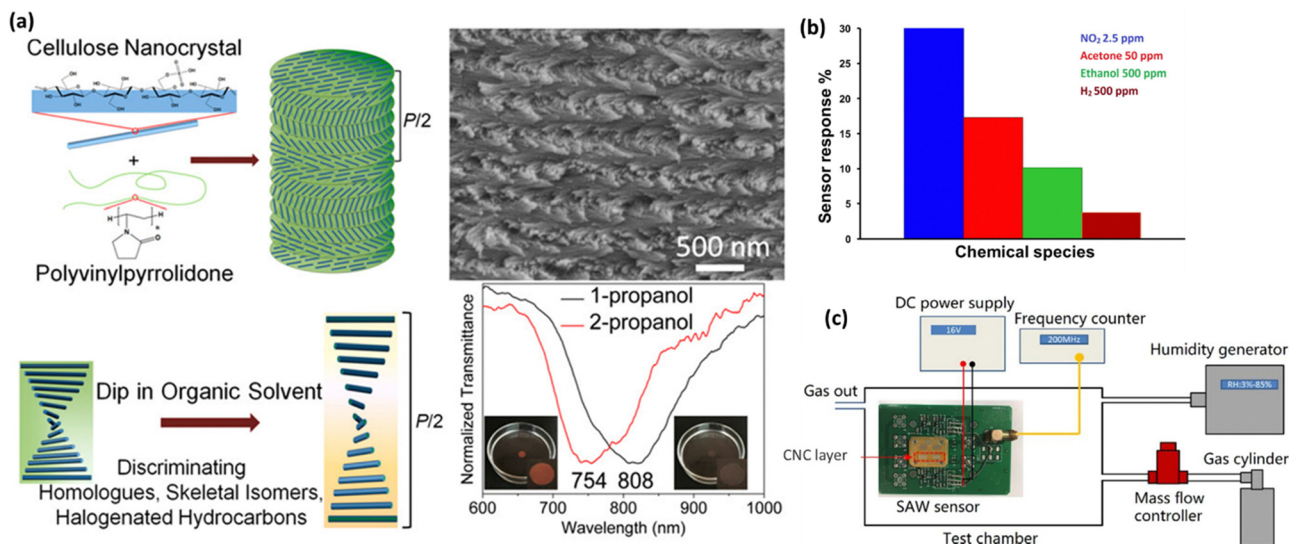 (a)
Cellulose Nanocrystal
+
Polyvinylpyrrolidone
P/2
500 nm
Dip in Organic Solvent
Discriminating
Homologues, Skeletal Isomers,
Halogenated Hydrocarbons
P/2
Normalized Transmittance
1-propanol
2-propanol
754 808
600 700 800 900 1000
Wavelength (nm)
(b)
Sensor response %
30
25
20
15
10
5
0
NO₂ 2.5 ppm
Acetone 50 ppm
Ethanol 500 ppm
H₂ 500 ppm
Chemical species
(c)
DC power supply
16V
Frequency counter
200MHz
Humidity generator
RH:3%-85%
Gas out
CNC layer
SAW sensor
Test chamber
Mass flow
controller
Gas cylinder